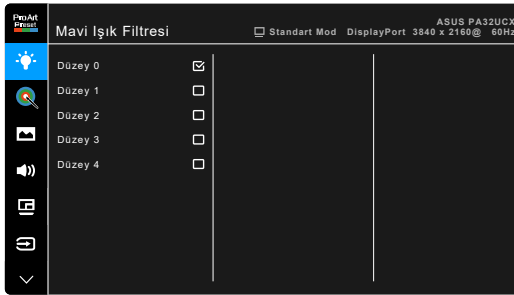 ProArt
Preset
Mavi Işık Filtresi
ASUS PA32UCX
Standart Mod DisplayPort 3840 x 2160@ 60Hz
Düzey 0
Düzey 1
Düzey 2
Düzey 3
Düzey 4